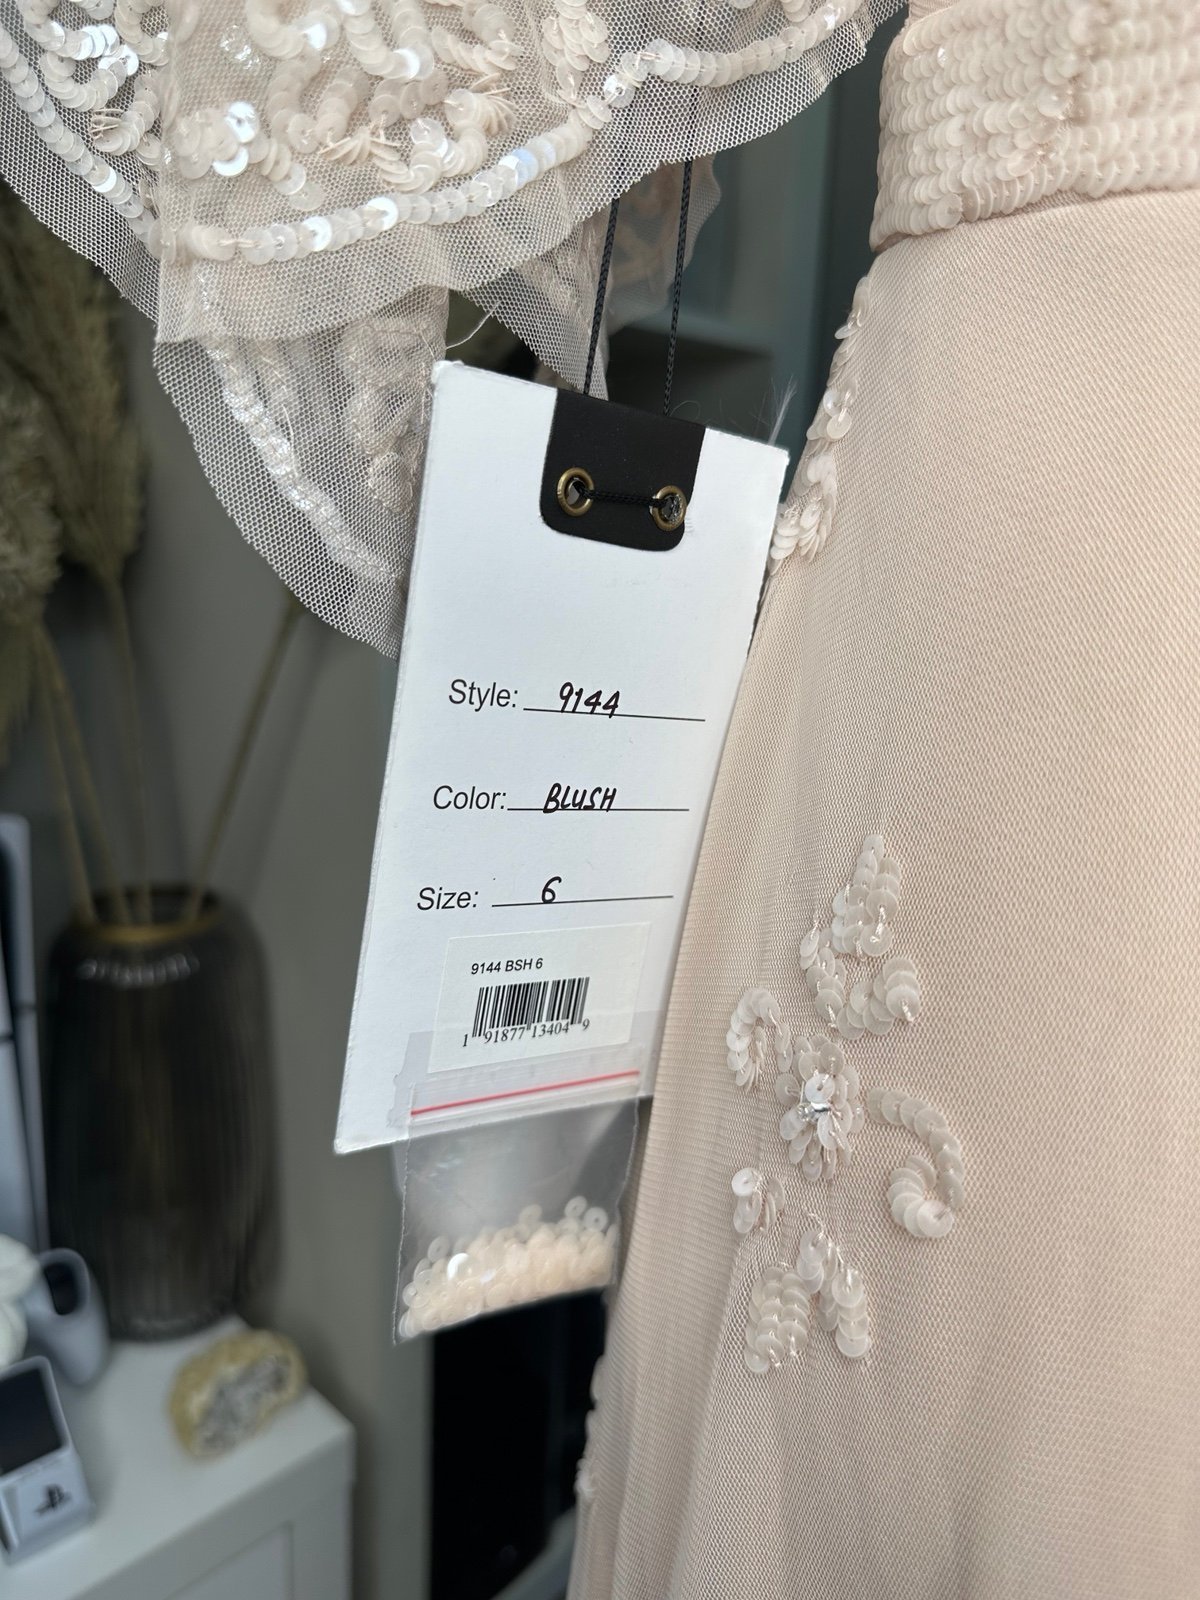 Style: 9144
Color: BLUSH
Size: 6
9144 BSH 6
1 91877 13404 9